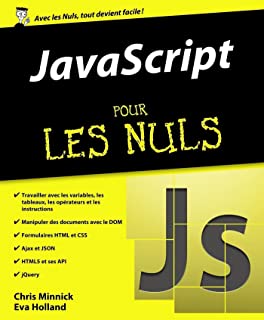 Avec les Nuls, tout devient facile !
JavaScript
POUR
LES NULS
✓ Travailler avec les variables, les
tableaux, les opérateurs et les
instructions
✓ Manipuler des documents avec le DOM
✓ Formulaires HTML et CSS
✓ Ajax et JSON
✓ HTML5 et ses API
✓ jQuery
Js
Chris Minnick
Eva Holland